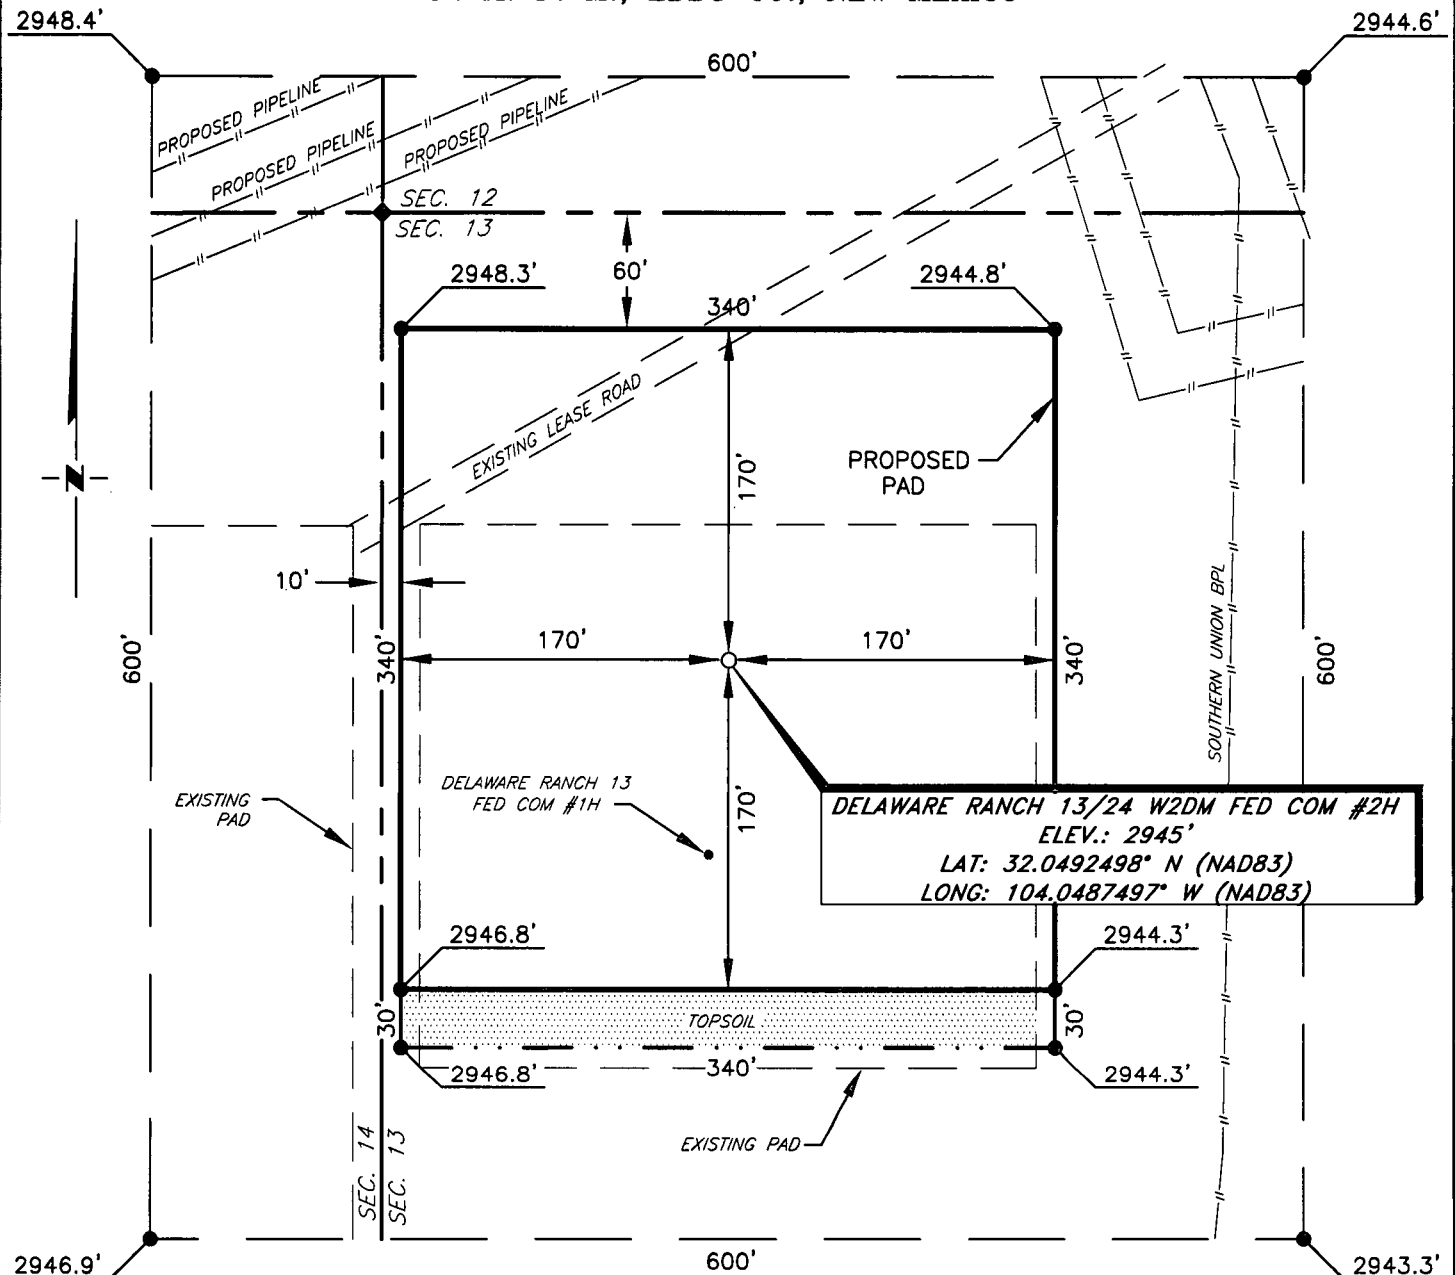 2948.4'
2944.6'
600'
PROPOSED PIPELINE
PROPOSED PIPELINE
PROPOSED PIPELINE
SEC. 12
SEC. 13
60'
2948.3'
2944.8'
340'
EXISTING LEASE ROAD
170'
PROPOSED
PAD
N
10'
170'
170'
600'
340'
340'
SOUTHERN UNION BPL
600'
EXISTING
PAD
DELAWARE RANCH 13
FED COM #1H
170'
DELAWARE RANCH 13/24 W2DM FED COM #2H
ELEV.: 2945'
LAT: 32.0492498° N (NAD83)
LONG: 104.0487497° W (NAD83)
2946.8'
2944.3'
30'
TOPSOIL
30'
2946.8'
340'
2944.3'
EXISTING PAD
SEC. 14
SEC. 13
2946.9'
600'
2943.3'